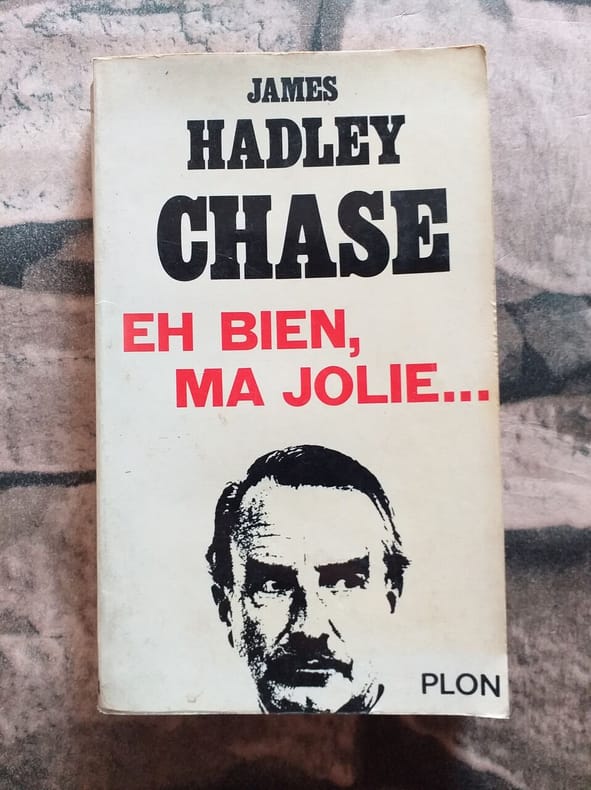 JAMES
HADLEY
CHASE
EH BIEN,
MA JOLIE...
PLON